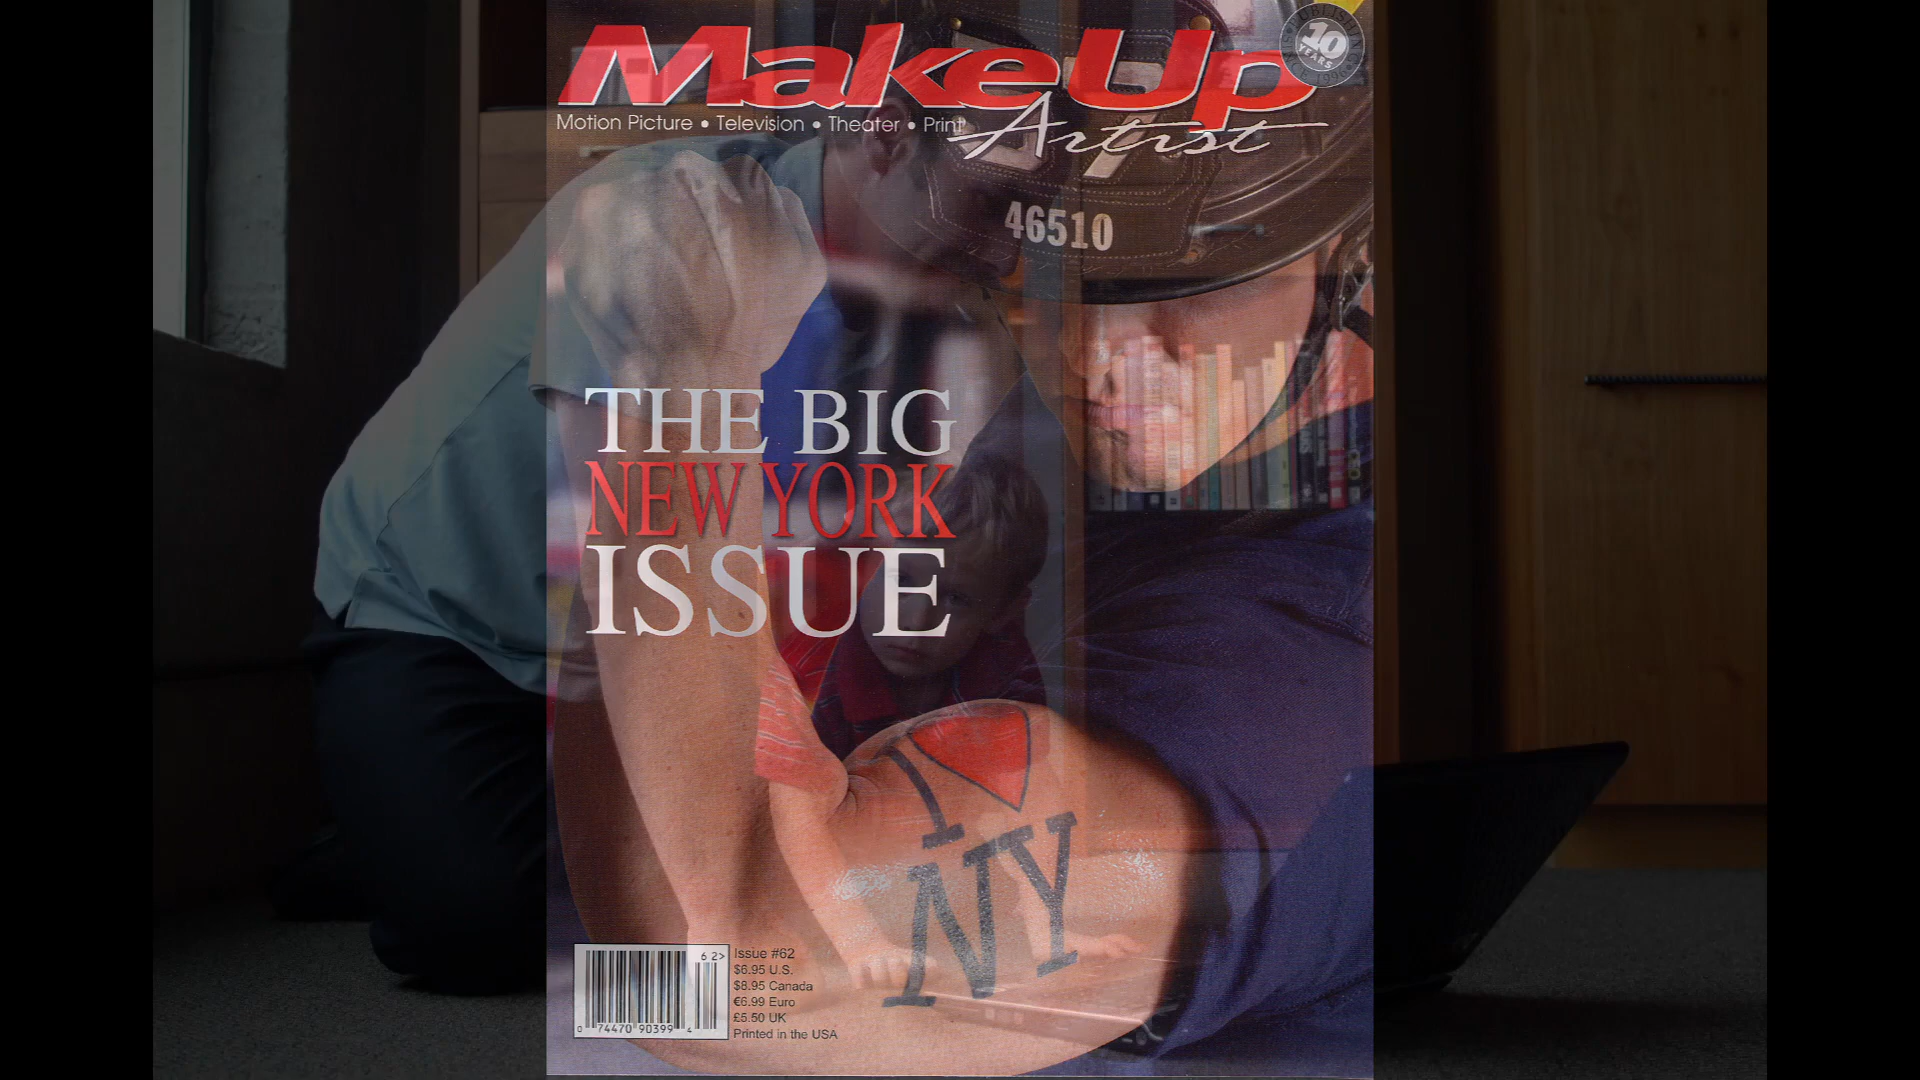 MakeUp
Artist
Motion Picture • Television • Theater • Print
10
YEARS
46510
THE BIG
NEW YORK
ISSUE
I
NY
62>
0 74470 90399 4
Issue #62
$6.95 U.S.
$8.95 Canada
€6.99 Euro
£5.50 UK
Printed in the USA